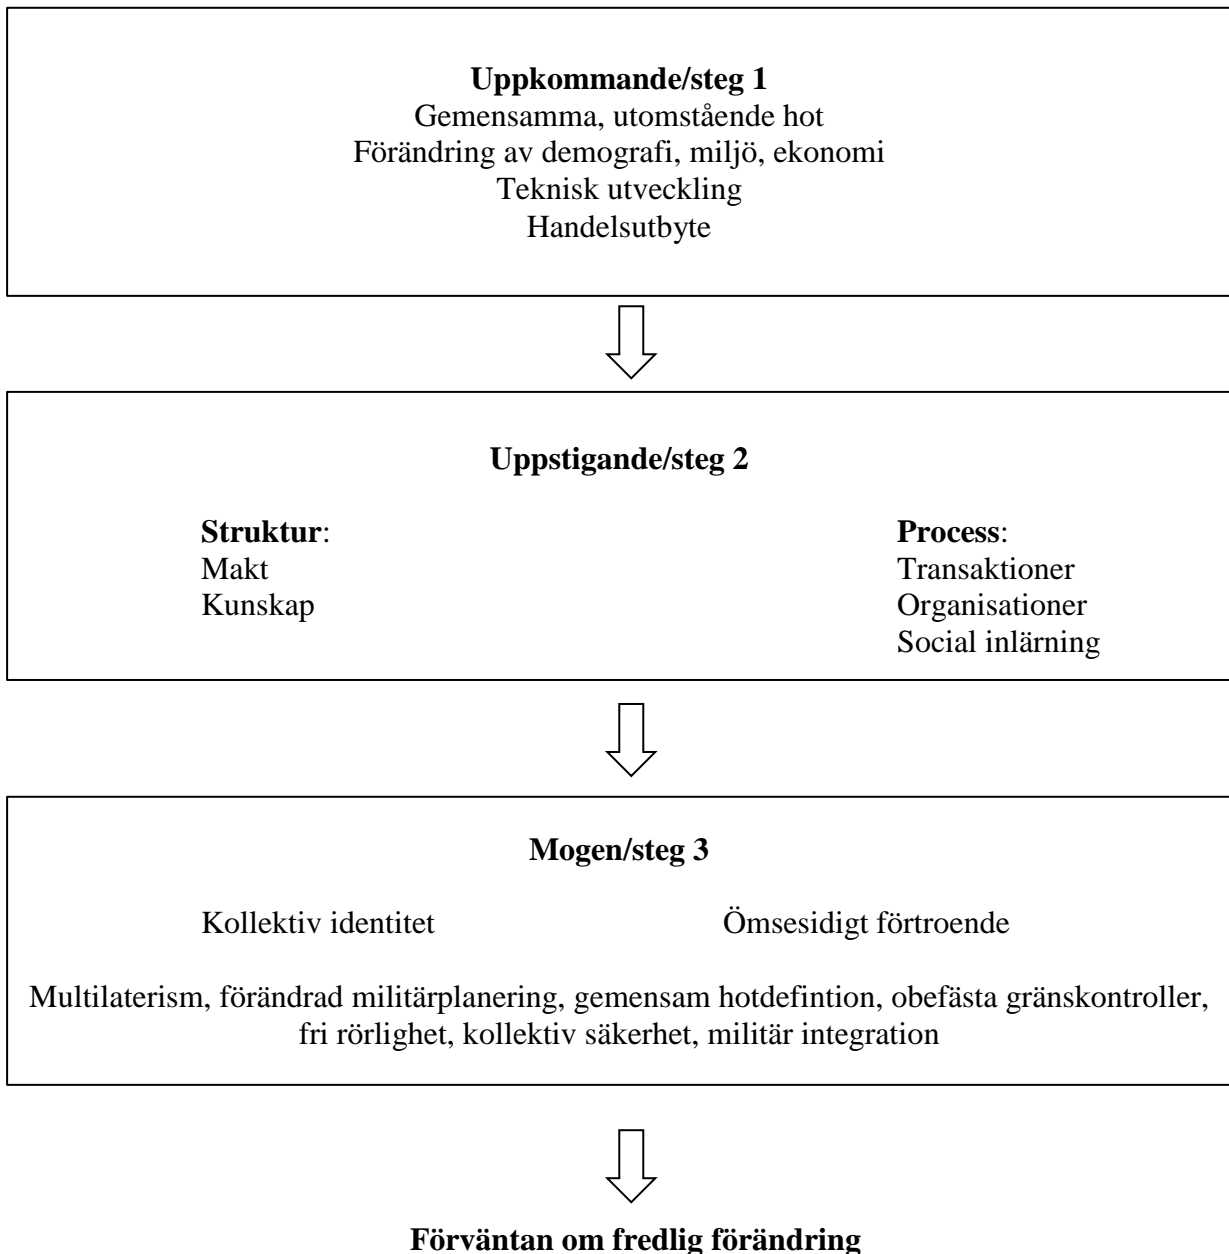 Uppkommande/steg 1
Gemensamma, utomstående hot
Förändring av demografi, miljö, ekonomi
Teknisk utveckling
Handelsutbyte
Uppstigande/steg 2
Struktur:
Makt
Kunskap
Process:
Transaktioner
Organisationer
Social inlärning
Mogen/steg 3
Kollektiv identitet
Ömsesidigt förtroende
Multilaterism, förändrad militärplanering, gemensam hotdefintion, obefästa gränskontroller,
fri rörlighet, kollektiv säkerhet, militär integration
Förväntan om fredlig förändring